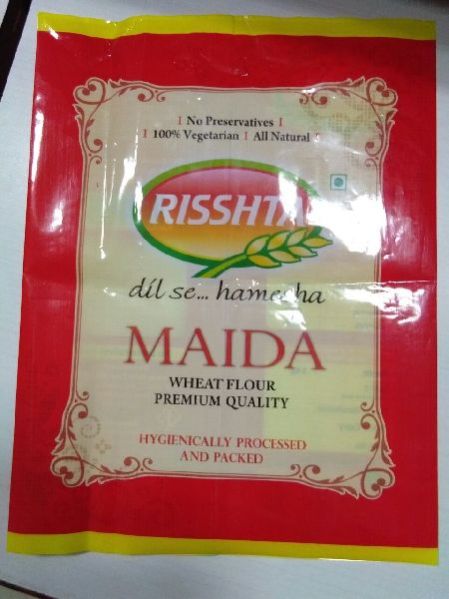 No Preservatives
100% Vegetarian I All Natural
RISSHTA
dil se... hamesha
MAIDA
WHEAT FLOUR
PREMIUM QUALITY
HYGIENICALLY PROCESSED
AND PACKED